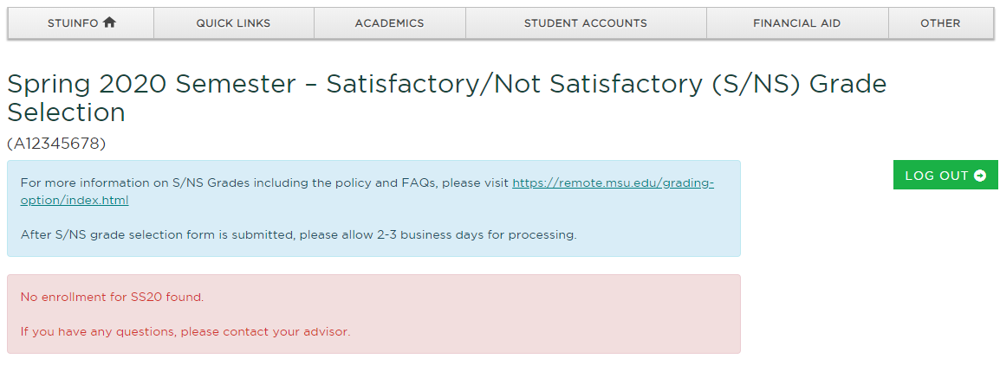 STUINFO
QUICK LINKS
ACADEMICS
STUDENT ACCOUNTS
FINANCIAL AID
OTHER
Spring 2020 Semester – Satisfactory/Not Satisfactory (S/NS) Grade
Selection
(A12345678)
LOG OUT
For more information on S/NS Grades including the policy and FAQs, please visit https://remote.msu.edu/grading-
option/index.html
After S/NS grade selection form is submitted, please allow 2-3 business days for processing.
No enrollment for SS20 found.
If you have any questions, please contact your advisor.